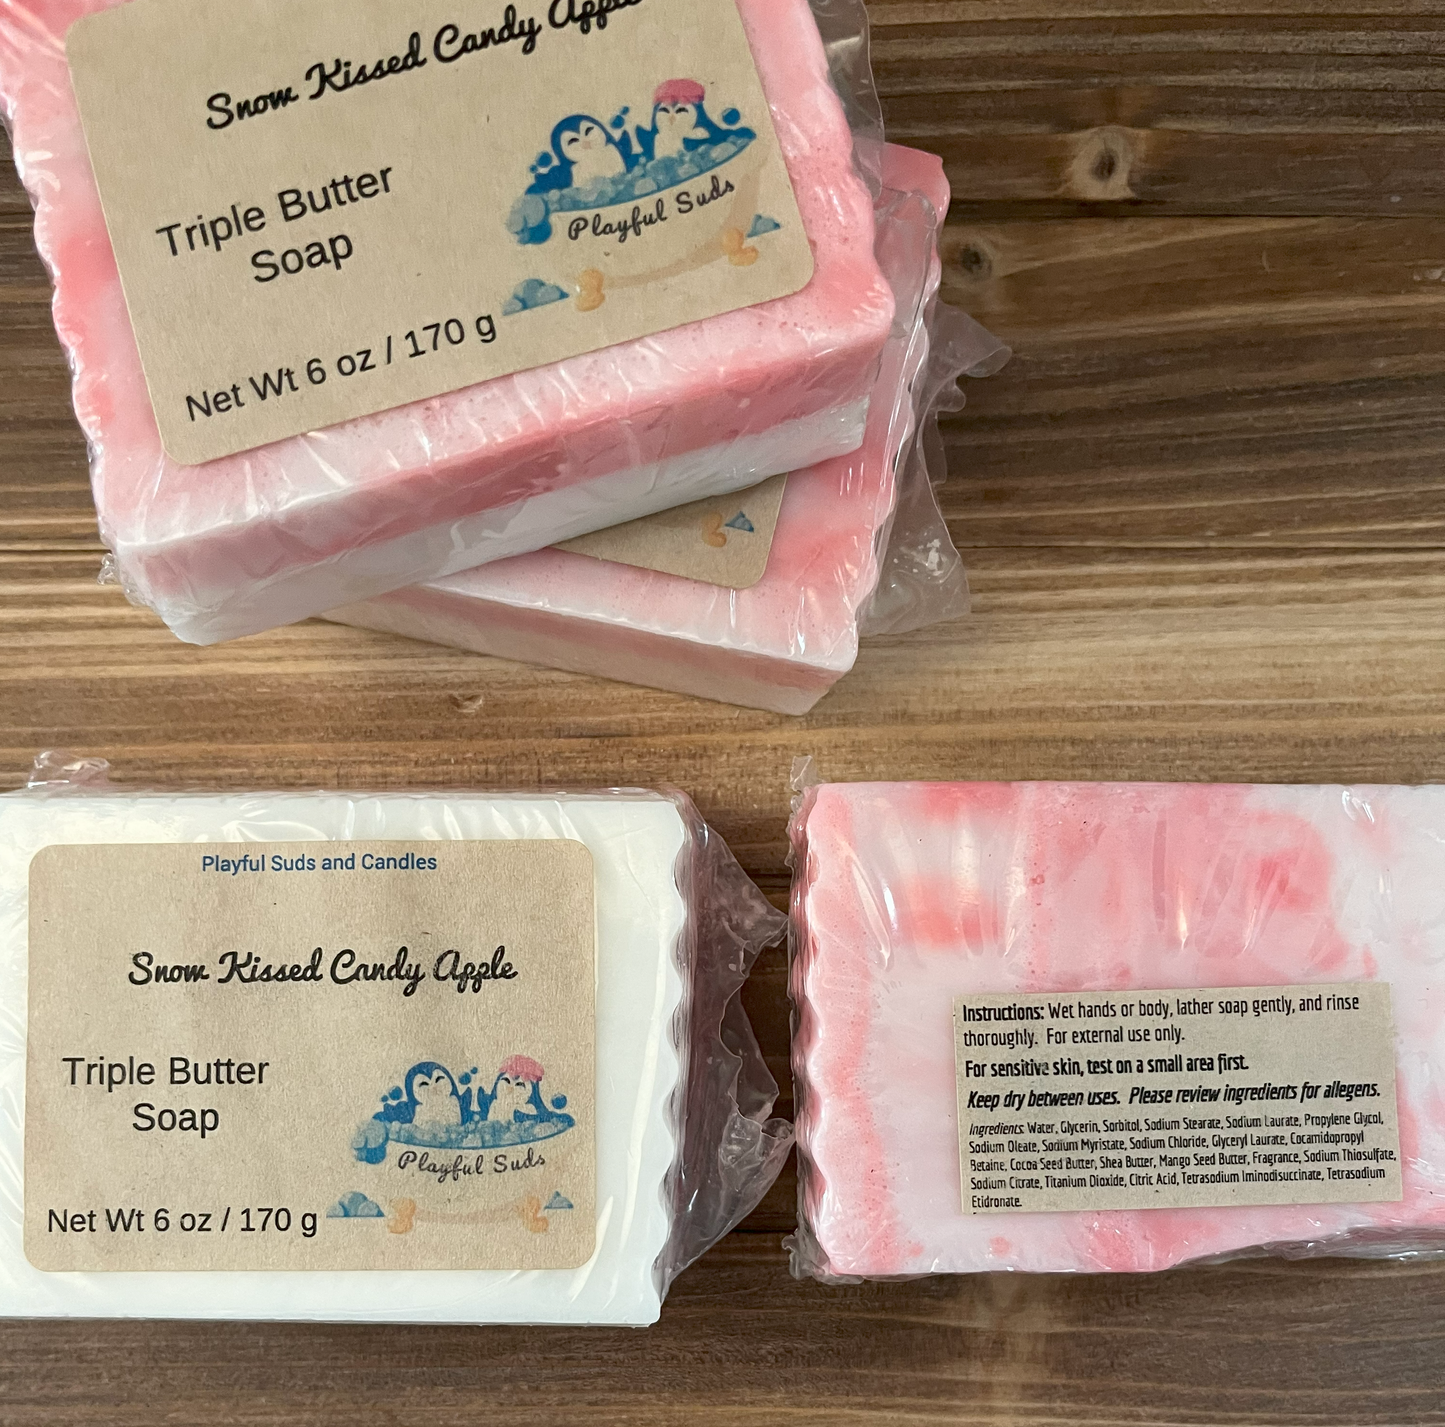 Snow Kissed Candy Apple
Triple Butter
Soap
Playful Suds
Net Wt 6 oz / 170 g
Playful Suds and Candles
Snow Kissed Candy Apple
Triple Butter
Soap
Playful Suds
Net Wt 6 oz / 170 g
Instructions: Wet hands or body, lather soap gently, and rinse
thoroughly. For external use only.
For sensitive skin, test on a small area first.
Keep dry between uses. Please review ingredients for allegens.
Ingredients: Water, Glycerin, Sorbitol, Sodium Stearate, Sodium Laurate, Propylene Glycol,
Sodium Oleate, Sodium Myristate, Sodium Chloride, Glyceryl Laurate, Cocamidopropyl
Betaine, Cocoa Seed Butter, Shea Butter, Mango Seed Butter, Fragrance, Sodium Thiosulfate,
Sodium Citrate, Titanium Dioxide, Citric Acid, Tetrasodium Iminodisuccinate, Tetrasodium
Etidronate.